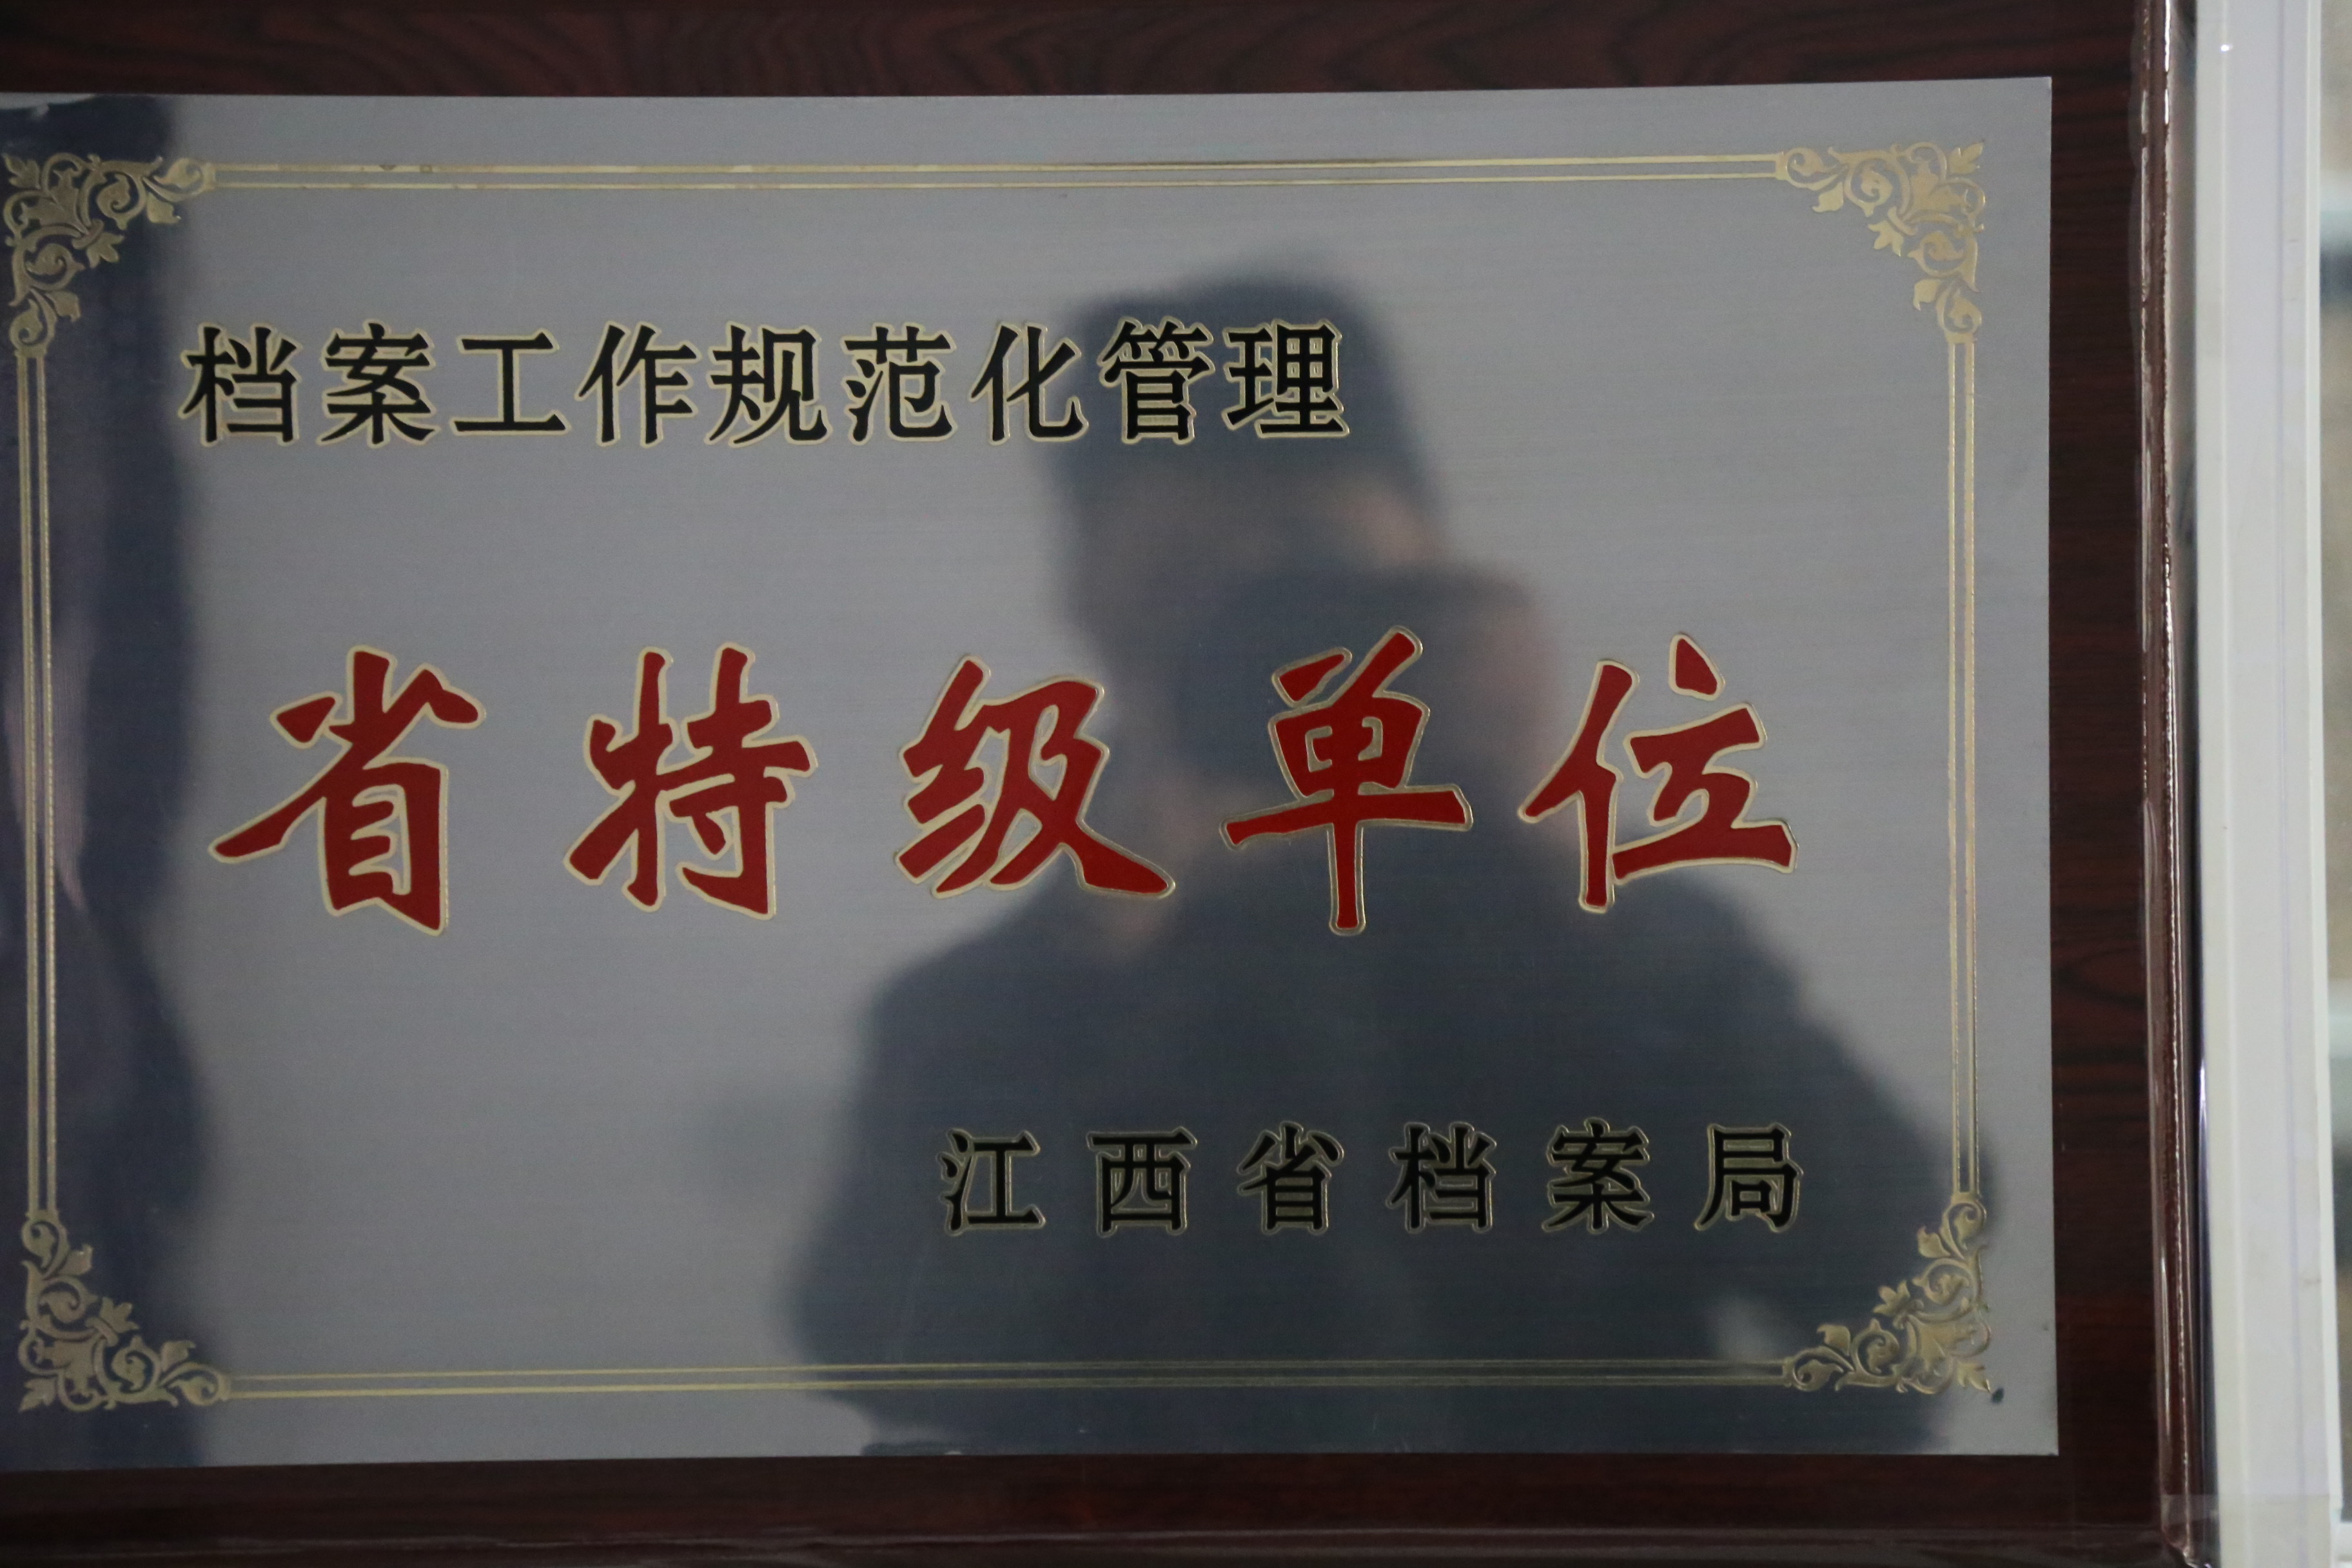 档案工作规范化管理
省特级单位
江西省档案局